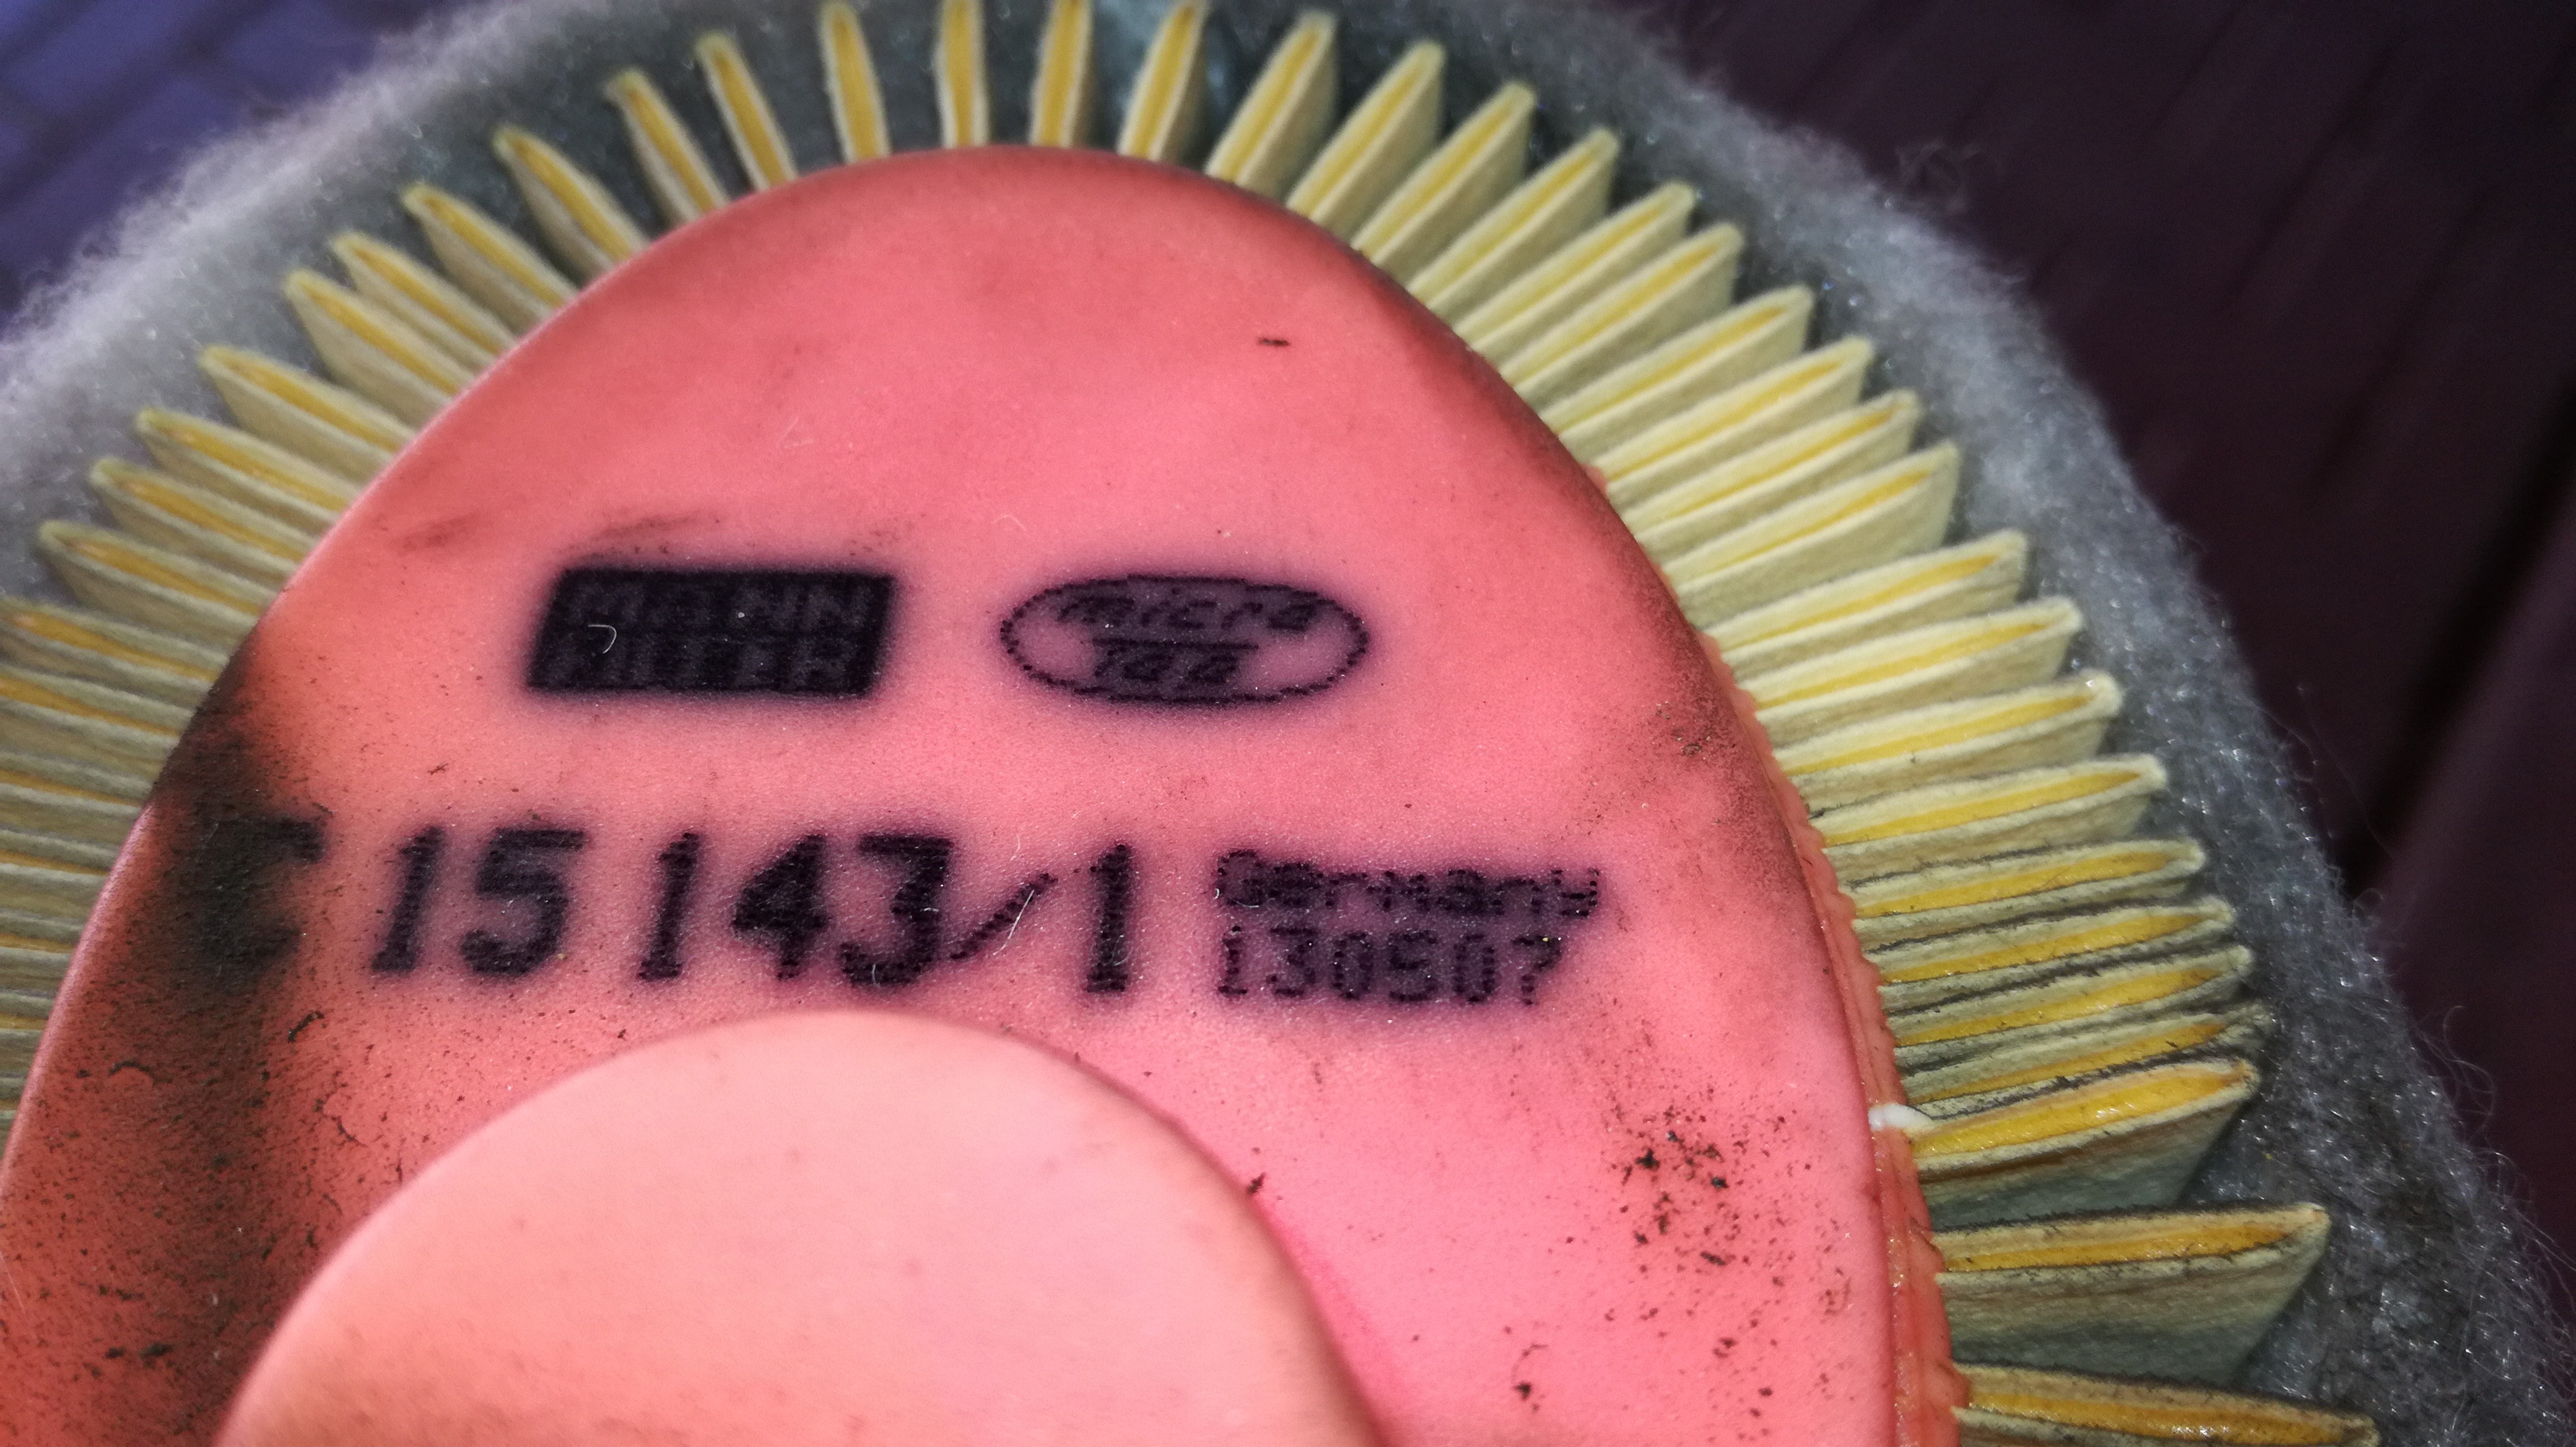 MANN micro
FILTER Top
C 15 143/1 Germany
130507